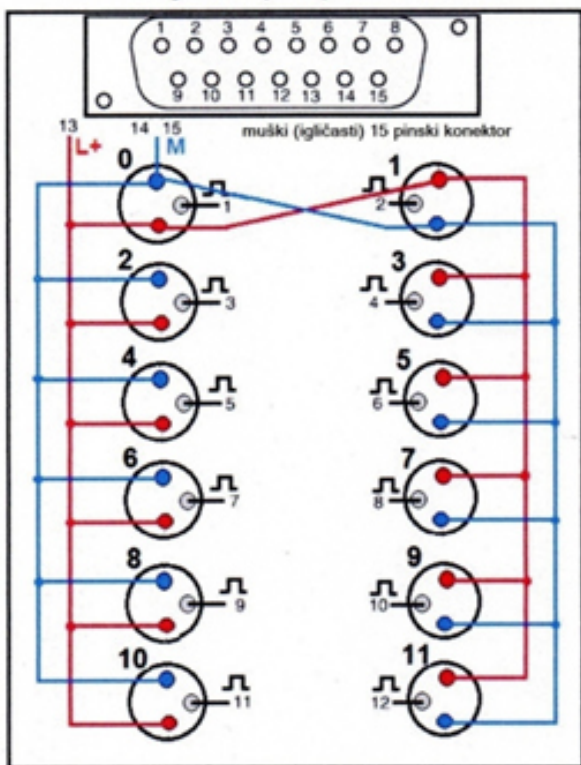 1 2 3 4 5 6 7 8
9 10 11 12 13 14 15
muški (igličasti) 15 pinski konektor
13 14 15
L+ M
0 1 1 2
2 3 3 4
4 5 5 6
6 7 7 8
8 9 9 10
10 11 11 12